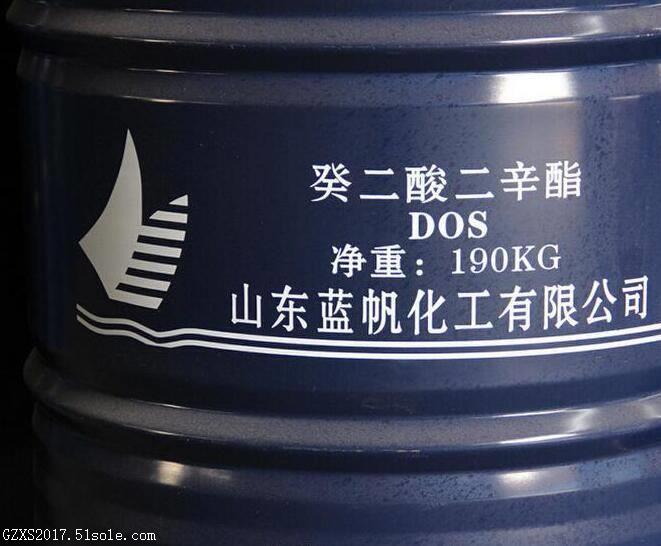 癸二酸二辛酯
DOS
净重：190KG
山东蓝帆化工有限公司
GZXS2017.51sole.com